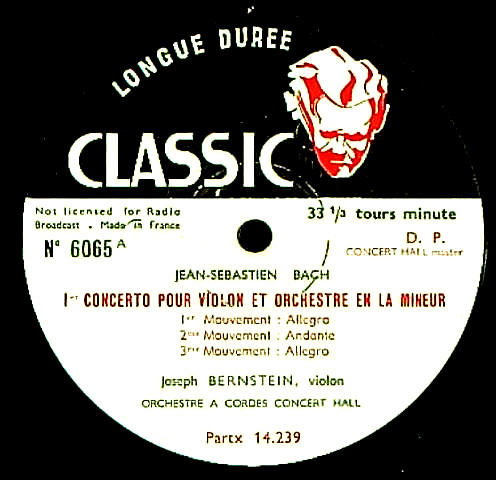 LONGUE DUREE
CLASSIC
Not licensed for Radio
Broadcast . Made in France
33 1/3 tours minute
Nº 6065 A
D. P.
CONCERT HALL master
JEAN-SEBASTIEN BACH
1er CONCERTO POUR VIOLON ET ORCHESTRE EN LA MINEUR
1er Mouvement : Allegro
2me Mouvement : Andante
3me Mouvement : Allegro
Joseph BERNSTEIN, violon
ORCHESTRE A CORDES CONCERT HALL
Partx 14.239